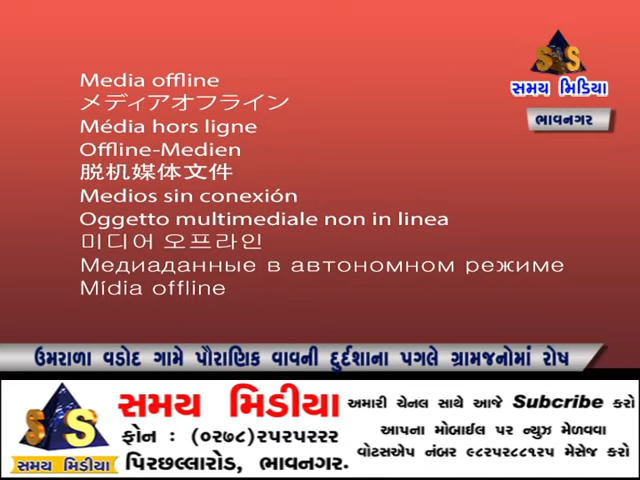 Media offline
メディアオフライン
Média hors ligne
Offline-Medien
脱机媒体文件
Medios sin conexión
Oggetto multimediale non in linea
미디어 오프라인
Медиаданные в автономном режиме
Mídia offline
SS
સમય મિડિયા
ભાવનગર
ઉમરાળા વડોદ ગામે પૌરાણિક વાવની દુર્દશાના પગલે ગ્રામજનોમાં રોષ
SS
સમય મિડીયા
સમય મિડીયા
ફોન : (૦૨૭૮)૨૫૨૫૨૨૨
પિરછલ્લારોડ, ભાવનગર.
અમારી ચેનલ સાથે આજે Subcribe કરો
આપના મોબાઈલ પર ન્યુઝ મેળવવા
વોટસએપ નંબર ૯૮૨૫૨૮૮૧૨૫ મેસેજ કરો